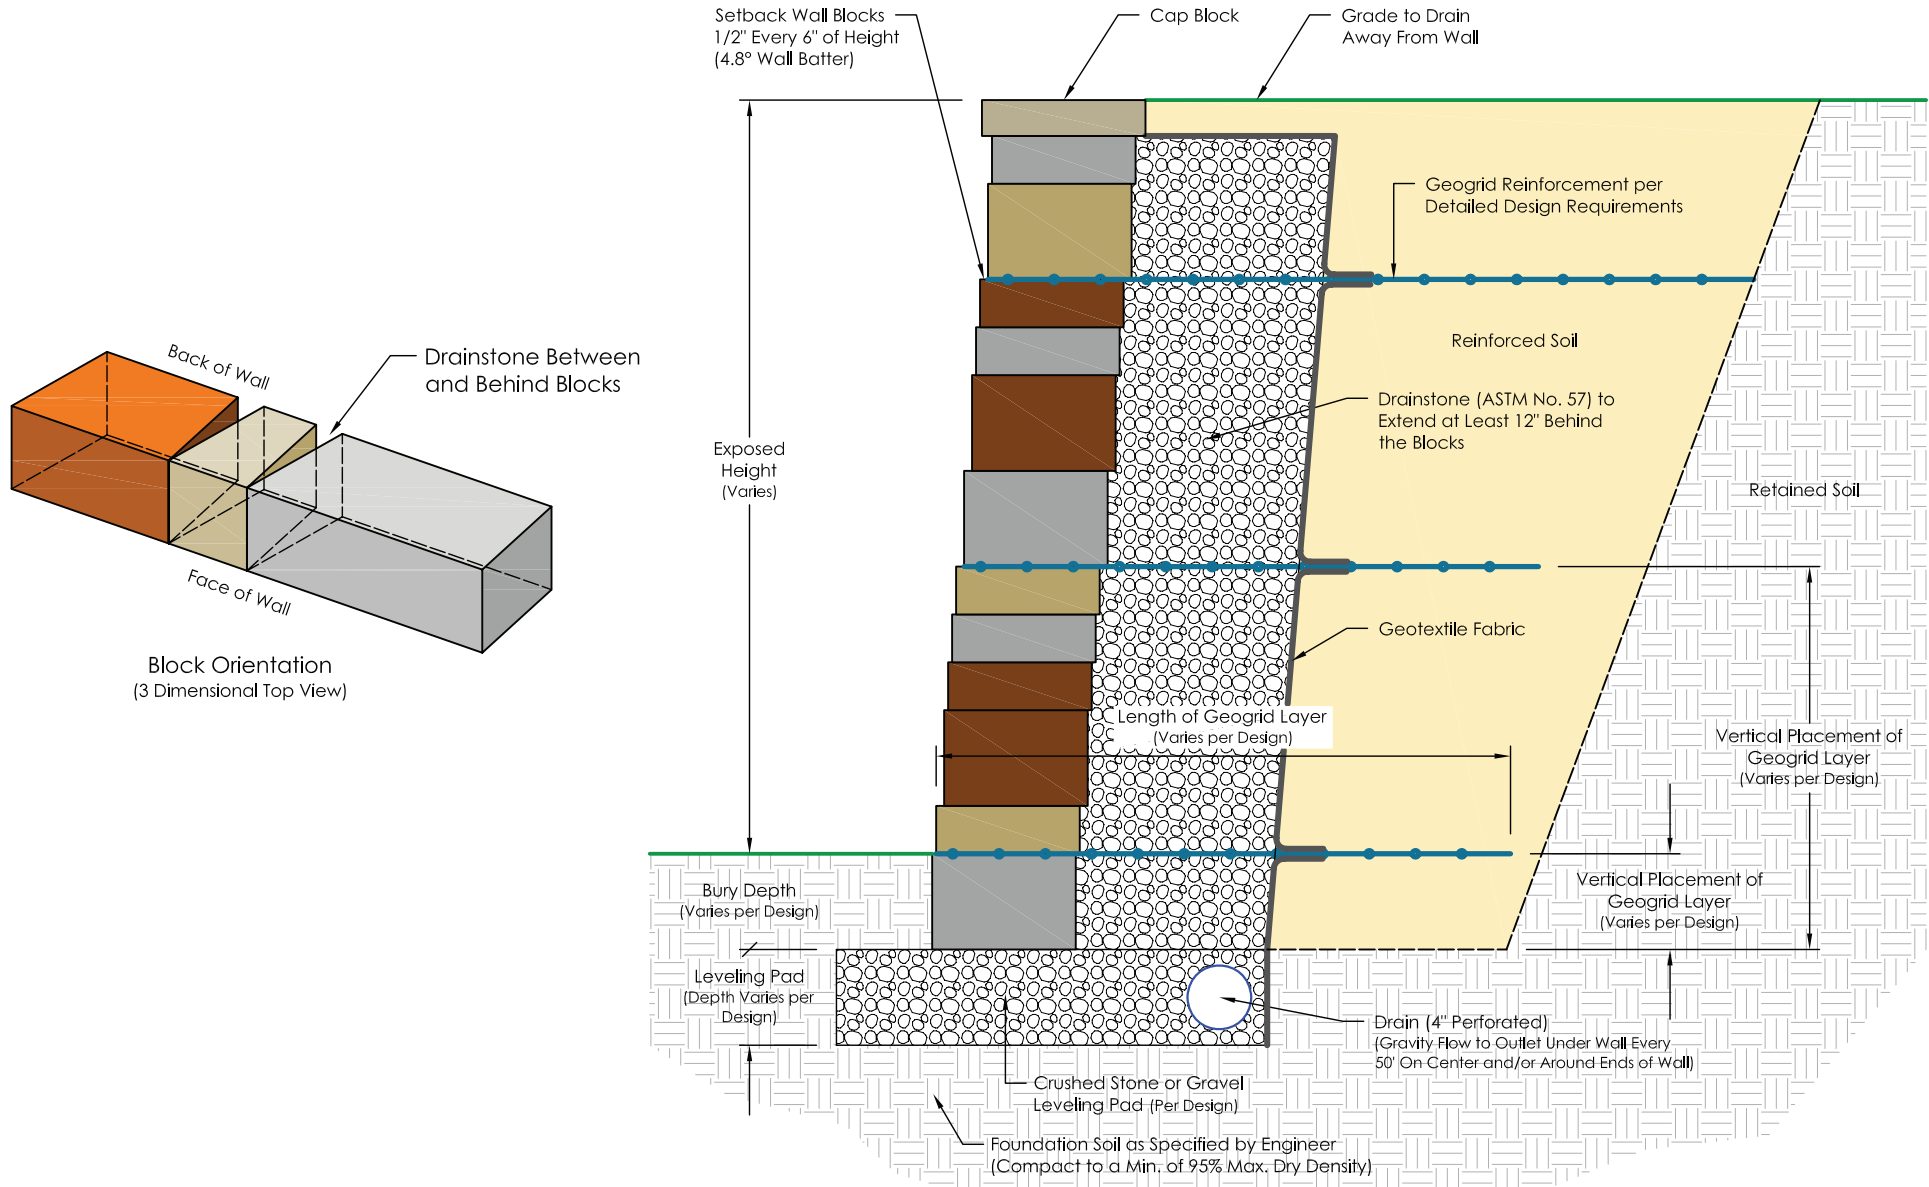 Setback Wall Blocks
1/2" Every 6" of Height
(4.8° Wall Batter)
Cap Block
Grade to Drain
Away From Wall
Geogrid Reinforcement per
Detailed Design Requirements
Reinforced Soil
Back of Wall
Drainstone Between
and Behind Blocks
Drainstone (ASTM No. 57) to
Extend at Least 12" Behind
the Blocks
Exposed
Height
(Varies)
Retained Soil
Face of Wall
Geotextile Fabric
Block Orientation
(3 Dimensional Top View)
Length of Geogrid Layer
(Varies per Design)
Vertical Placement of
Geogrid Layer
(Varies per Design)
Bury Depth
(Varies per Design)
Vertical Placement of
Geogrid Layer
(Varies per Design)
Leveling Pad
(Depth Varies per
Design)
Drain (4" Perforated)
(Gravity Flow to Outlet Under Wall Every
50' On Center and/or Around Ends of Wall)
Crushed Stone or Gravel
Leveling Pad (Per Design)
Foundation Soil as Specified by Engineer
(Compact to a Min. of 95% Max. Dry Density)